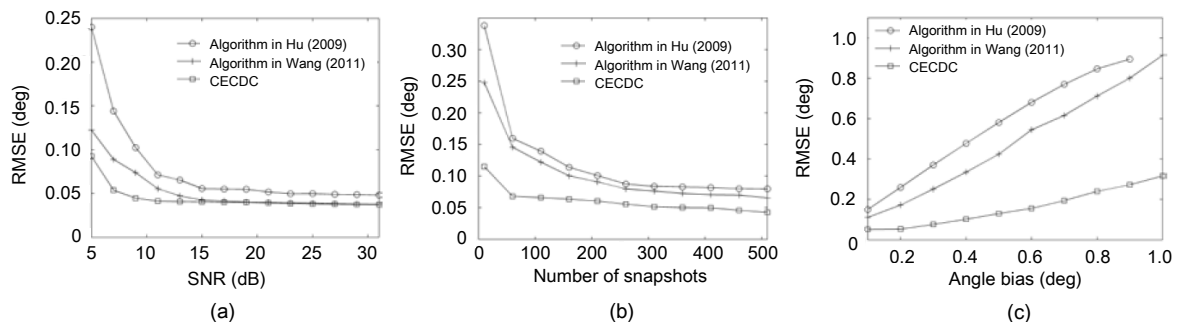 0.25
0.20
0.15
0.10
0.05
0
RMSE (deg)
Algorithm in Hu (2009)
Algorithm in Wang (2011)
CECDC
5
10
15
20
25
30
SNR (dB)
(a)
0.30
0.25
0.20
0.15
0.10
0.05
0.00
RMSE (deg)
Algorithm in Hu (2009)
Algorithm in Wang (2011)
CECDC
0
100
200
300
400
500
Number of snapshots
(b)
1.0
0.8
0.6
0.4
0.2
0
RMSE (deg)
Algorithm in Hu (2009)
Algorithm in Wang (2011)
CECDC
0.2
0.4
0.6
0.8
1.0
Angle bias (deg)
(c)